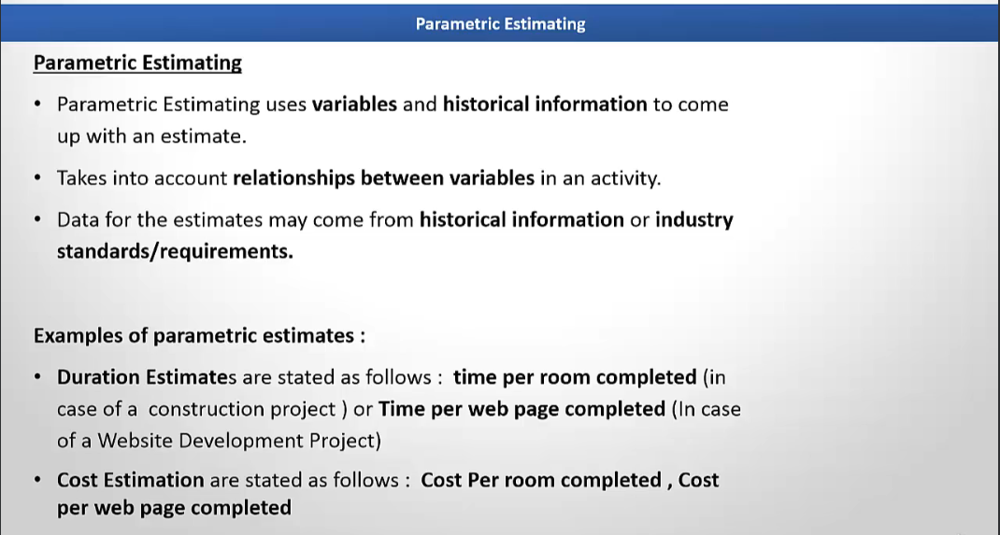 Parametric Estimating
Parametric Estimating
• Parametric Estimating uses variables and historical information to come
up with an estimate.
• Takes into account relationships between variables in an activity.
• Data for the estimates may come from historical information or industry
standards/requirements.
Examples of parametric estimates :
• Duration Estimates are stated as follows : time per room completed (in
case of a construction project ) or Time per web page completed (In case
of a Website Development Project)
• Cost Estimation are stated as follows : Cost Per room completed , Cost
per web page completed